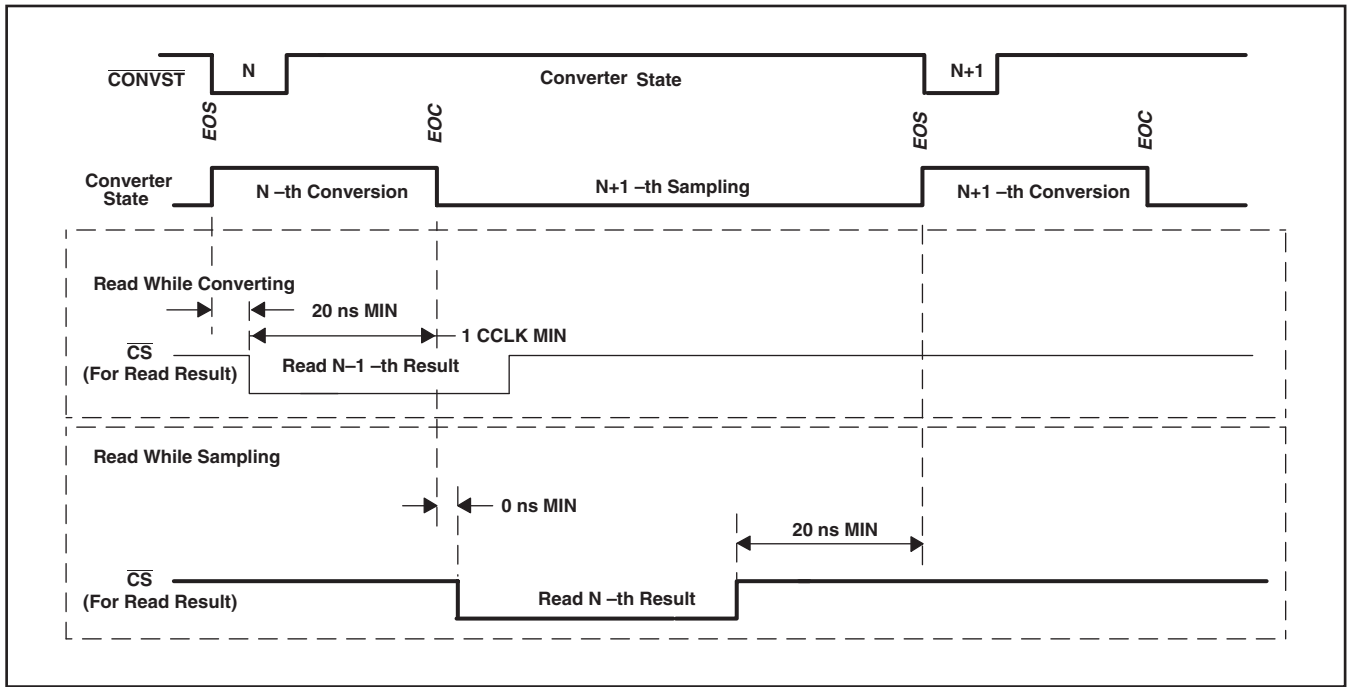 CONVST
N
Converter State
N+1
EOS
EOC
EOS
EOC
Converter
State
N –th Conversion
N+1 –th Sampling
N+1 –th Conversion
Read While Converting
20 ns MIN
1 CCLK MIN
CS
(For Read Result)
Read N–1 –th Result
Read While Sampling
0 ns MIN
20 ns MIN
CS
(For Read Result)
Read N –th Result